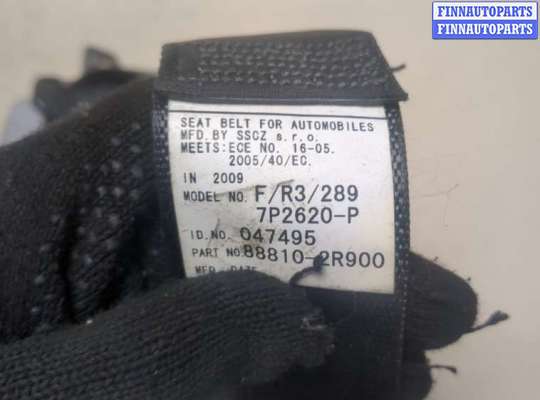 FINNAUTOPARTS
FINNAUTOPARTS
SEAT BELT FOR AUTOMOBILES
MFD.BY SSCZ s.r.o.
MEETS:ECE NO. 16-05.
2005/40/EC.
IN 2009
MODEL NO. F/R3/289
7P2620-P
ID.NO. 047495
PART NO. 88810-2R900